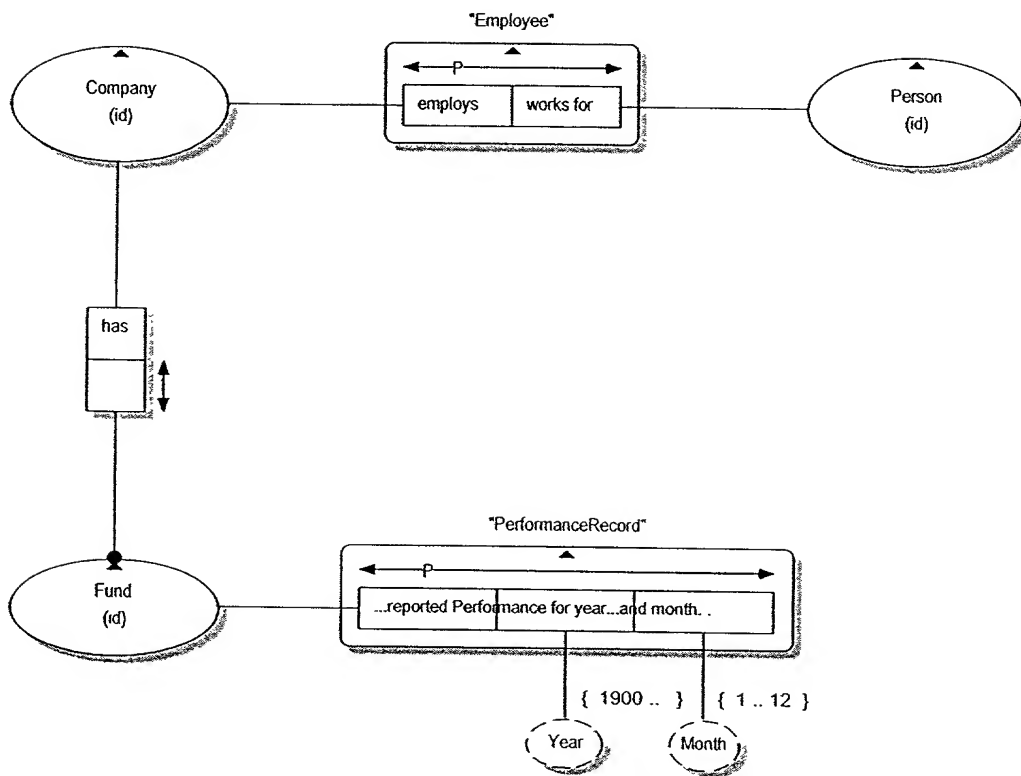 "Employee"
P
Company
(id)
employs
works for
Person
(id)
has
"PerformanceRecord"
P
Fund
(id)
...reported Performance for year...and month. .
{ 1900 .. }
{ 1 .. 12 }
Year
Month